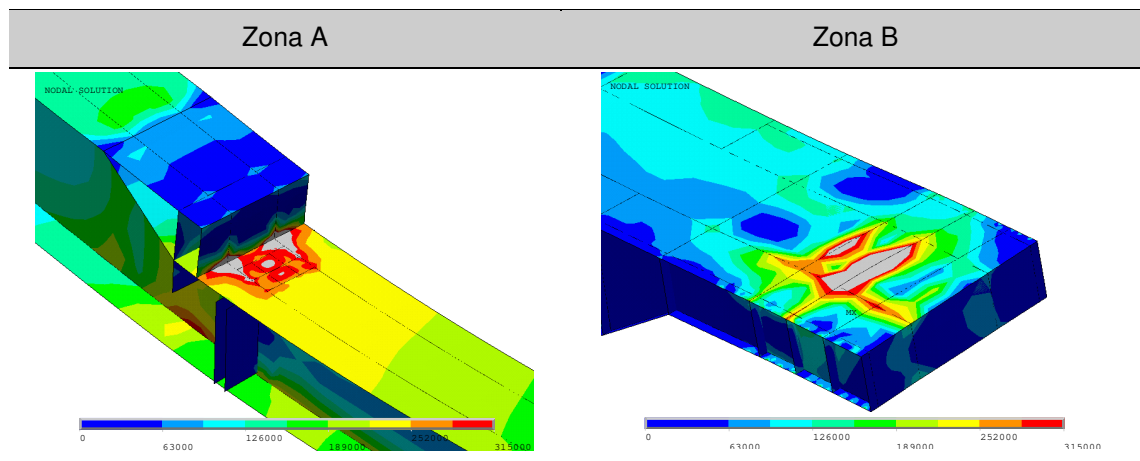 Zona A Zona B
NODAL SOLUTION NODAL SOLUTION
MX
0 126000 252000 0 126000 252000
63000 189000 315000 63000 189000 315000